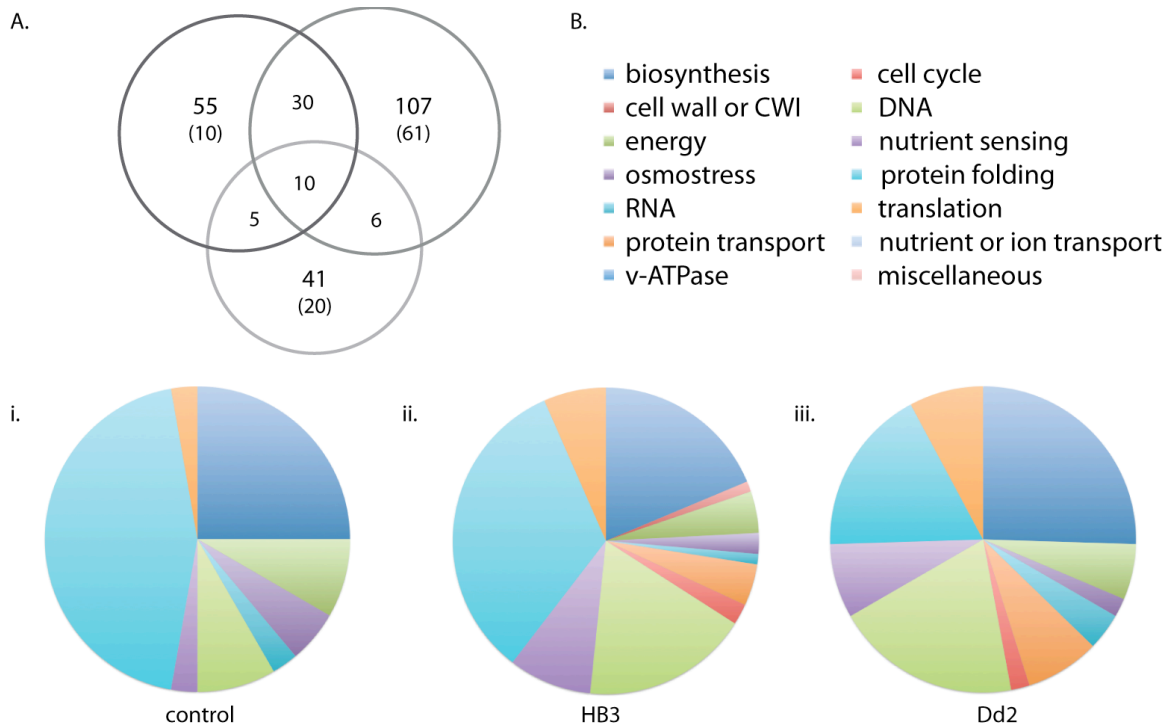 A.
55
(10)
30
107
(61)
10
5
6
41
(20)
B.
biosynthesis
cell wall or CWI
energy
osmostress
RNA
protein transport
v-ATPase
cell cycle
DNA
nutrient sensing
protein folding
translation
nutrient or ion transport
miscellaneous
i.
control
ii.
HB3
iii.
Dd2